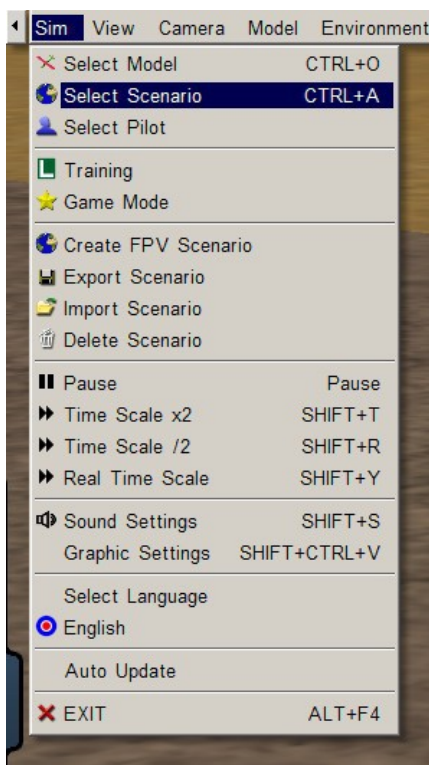 Sim View Camera Model Environment
Select Model CTRL+O
Select Scenario CTRL+A
Select Pilot
L Training
Game Mode
Create FPV Scenario
Export Scenario
Import Scenario
Delete Scenario
Pause Pause
Time Scale x2 SHIFT+T
Time Scale /2 SHIFT+R
Real Time Scale SHIFT+Y
Sound Settings SHIFT+S
Graphic Settings SHIFT+CTRL+V
Select Language
English
Auto Update
EXIT ALT+F4